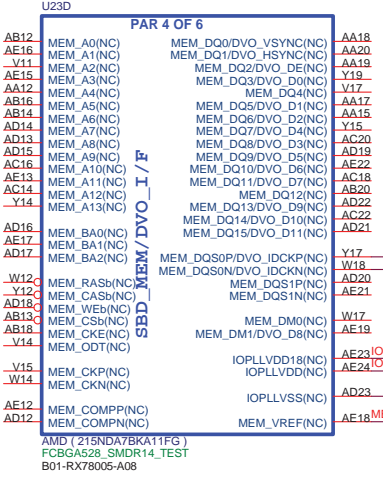 U23D
PAR 4 OF 6
AB12 MEM_A0(NC) MEM_DQ0/DVO_VSYNC(NC) AA18
AE16 MEM_A1(NC) MEM_DQ1/DVO_HSYNC(NC) AA20
V11 MEM_A2(NC) MEM_DQ2/DVO_DE(NC) AA19
AE15 MEM_A3(NC) MEM_DQ3/DVO_D0(NC) Y19
AA12 MEM_A4(NC) MEM_DQ4(NC) V17
AB16 MEM_A5(NC) MEM_DQ5/DVO_D1(NC) AA17
AB14 MEM_A6(NC) MEM_DQ6/DVO_D2(NC) AA15
AD14 MEM_A7(NC) MEM_DQ7/DVO_D4(NC) Y15
AD13 MEM_A8(NC) MEM_DQ8/DVO_D3(NC) AC20
AD15 MEM_A9(NC) MEM_DQ9/DVO_D5(NC) AD19
AC16 MEM_A10(NC) MEM_DQ10/DVO_D6(NC) AE22
AE13 MEM_A11(NC) MEM_DQ11/DVO_D7(NC) AC18
AC14 MEM_A12(NC) MEM_DQ12(NC) AB20
Y14 MEM_A13(NC) MEM_DQ13/DVO_D9(NC) AD22
MEM_DQ14/DVO_D10(NC) AC22
AD16 MEM_BA0(NC) MEM_DQ15/DVO_D11(NC) AD21
AE17 MEM_BA1(NC)
AD17 MEM_BA2(NC) MEM_DQS0P/DVO_IDCKP(NC) Y17
MEM_DQS0N/DVO_IDCKN(NC) W18
W12 MEM_RASb(NC) MEM_DQS1P(NC) AD20
Y12 MEM_CASb(NC) MEM_DQS1N(NC) AE21
AD18 MEM_WEb(NC)
AB13 MEM_CSb(NC) MEM_DM0(NC) W17
AB18 MEM_CKE(NC) MEM_DM1/DVO_D8(NC) AE19
V14 MEM_ODT(NC)
IOPLLVDD18(NC) AE23 IO
V15 MEM_CKP(NC) IOPLLVDD(NC) AE24 IO
W14 MEM_CKN(NC)
IOPLLVSS(NC) AD23
AE12 MEM_COMPP(NC)
AD12 MEM_COMPN(NC) MEM_VREF(NC) AE18
SBD_MEM/DVO_I/F
AMD ( 215NDA7BKA11FG )
FCBGA528_SMDR14_TEST
B01-RX78005-A08